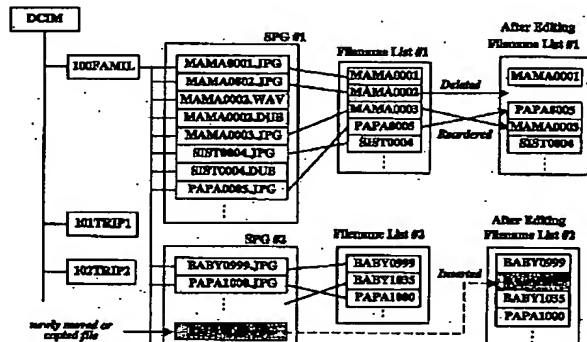 DCIM
100FAMIL
101TRIP1
102TRIP2
newly moved or
copied file
SPG #1
MAMA0001.JPG
MAMA0002.JPG
MAMA0002.WAV
MAMA0002.DUB
MAMA0003.JPG
SIST0004.JPG
SIST0004.DUB
PAPA0005.JPG
Filename List #1
MAMA0001
MAMA0002
MAMA0003
PAPA0005
SIST0004
Deleted
Reordered
After Editing
Filename List #1
MAMA0001
PAPA0005
MAMA0003
SIST0004
SPG #2
BABY0999.JPG
PAPA1000.JPG
Filename List #2
BABY0999
BABY1035
PAPA1000
Inserted
After Editing
Filename List #2
BABY0999
BABY1035
PAPA1000